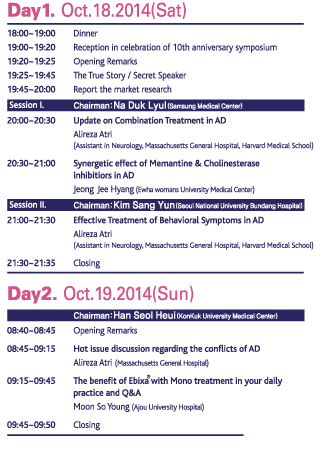 Day1. Oct.18.2014(Sat)
18:00~19:00 Dinner
19:00~19:20 Reception in celebration of 10th anniversary symposium
19:20~19:25 Opening Remarks
19:25~19:45 The True Story / Secret Speaker
19:45~20:00 Report the market research
Session I. Chairman: Na Duk Lyul (Samsung Medical Center)
20:00~20:30 Update on Combination Treatment in AD
Alireza Atri
(Assistant in Neurology, Massachusetts General Hospital, Harvard Medical School)
20:30~21:00 Synergetic effect of Memantine & Cholinesterase
inhibitiors in AD
Jeong Jee Hyang (Ewha womans University Medical Center)
Session II. Chairman: Kim Sang Yun (Seoul National University Bundang Hospital)
21:00~21:30 Effective Treatment of Behavioral Symptoms in AD
Alireza Atri
(Assistant in Neurology, Massachusetts General Hospital, Harvard Medical School)
21:30~21:35 Closing
Day2. Oct.19.2014(Sun)
Chairman: Han Seol Heui (KonKuk University Medical Center)
08:40~08:45 Opening Remarks
08:45~09:15 Hot issue discussion regarding the conflicts of AD
Alireza Atri (Massachusetts General Hospital)
09:15~09:45 The benefit of Ebixa® with Mono treatment in your daily
practice and Q&A
Moon So Young (Ajou University Hospital)
09:45~09:50 Closing